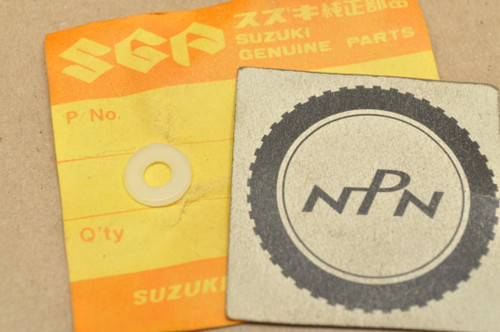 SGP
スズキ純正部品
SUZUKI
GENUINE PARTS
P/No.
Q'ty
SUZUKI
NPN